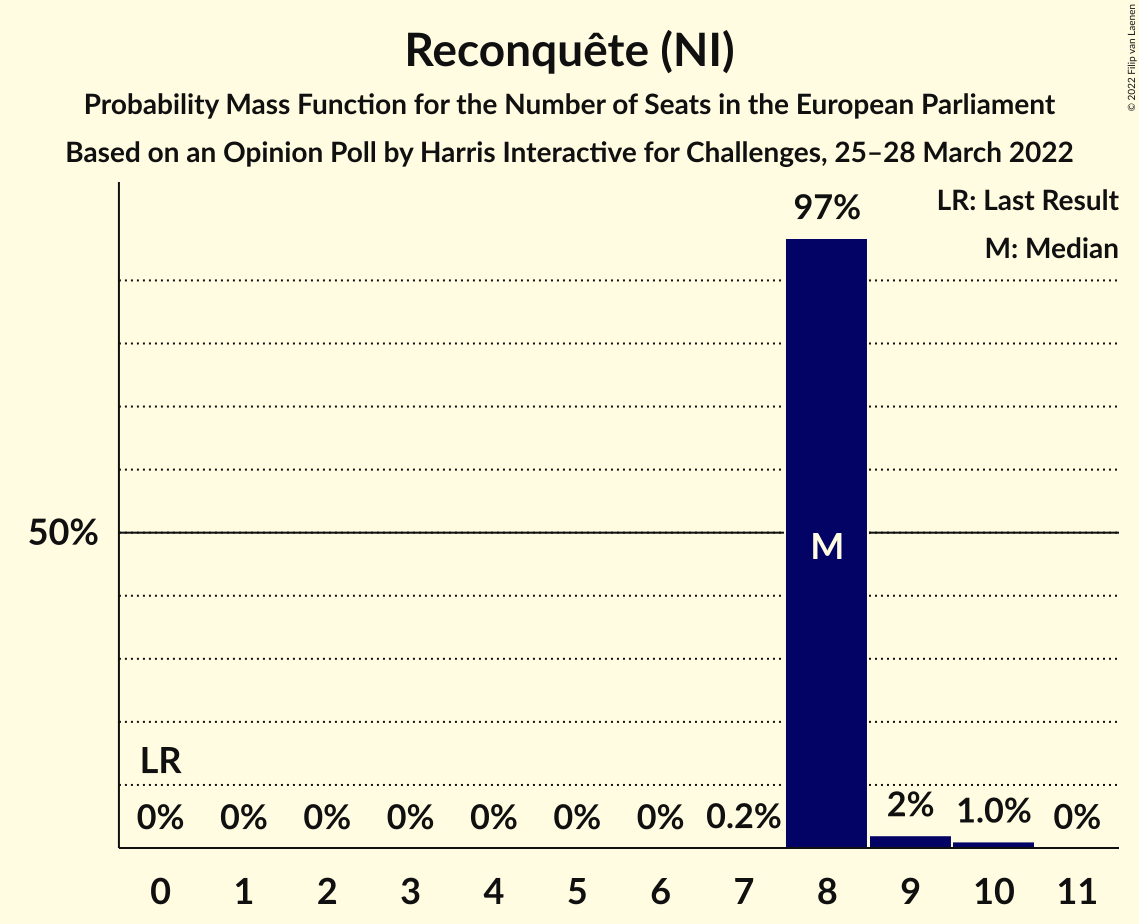 Reconquête (NI)
Probability Mass Function for the Number of Seats in the European Parliament
Based on an Opinion Poll by Harris Interactive for Challenges, 25–28 March 2022
© 2022 Filip van Laenen
LR: Last Result
M: Median
97%
50%
M
LR
0% 0% 0% 0% 0% 0% 0% 0.2% 2% 1.0% 0%
0 1 2 3 4 5 6 7 8 9 10 11